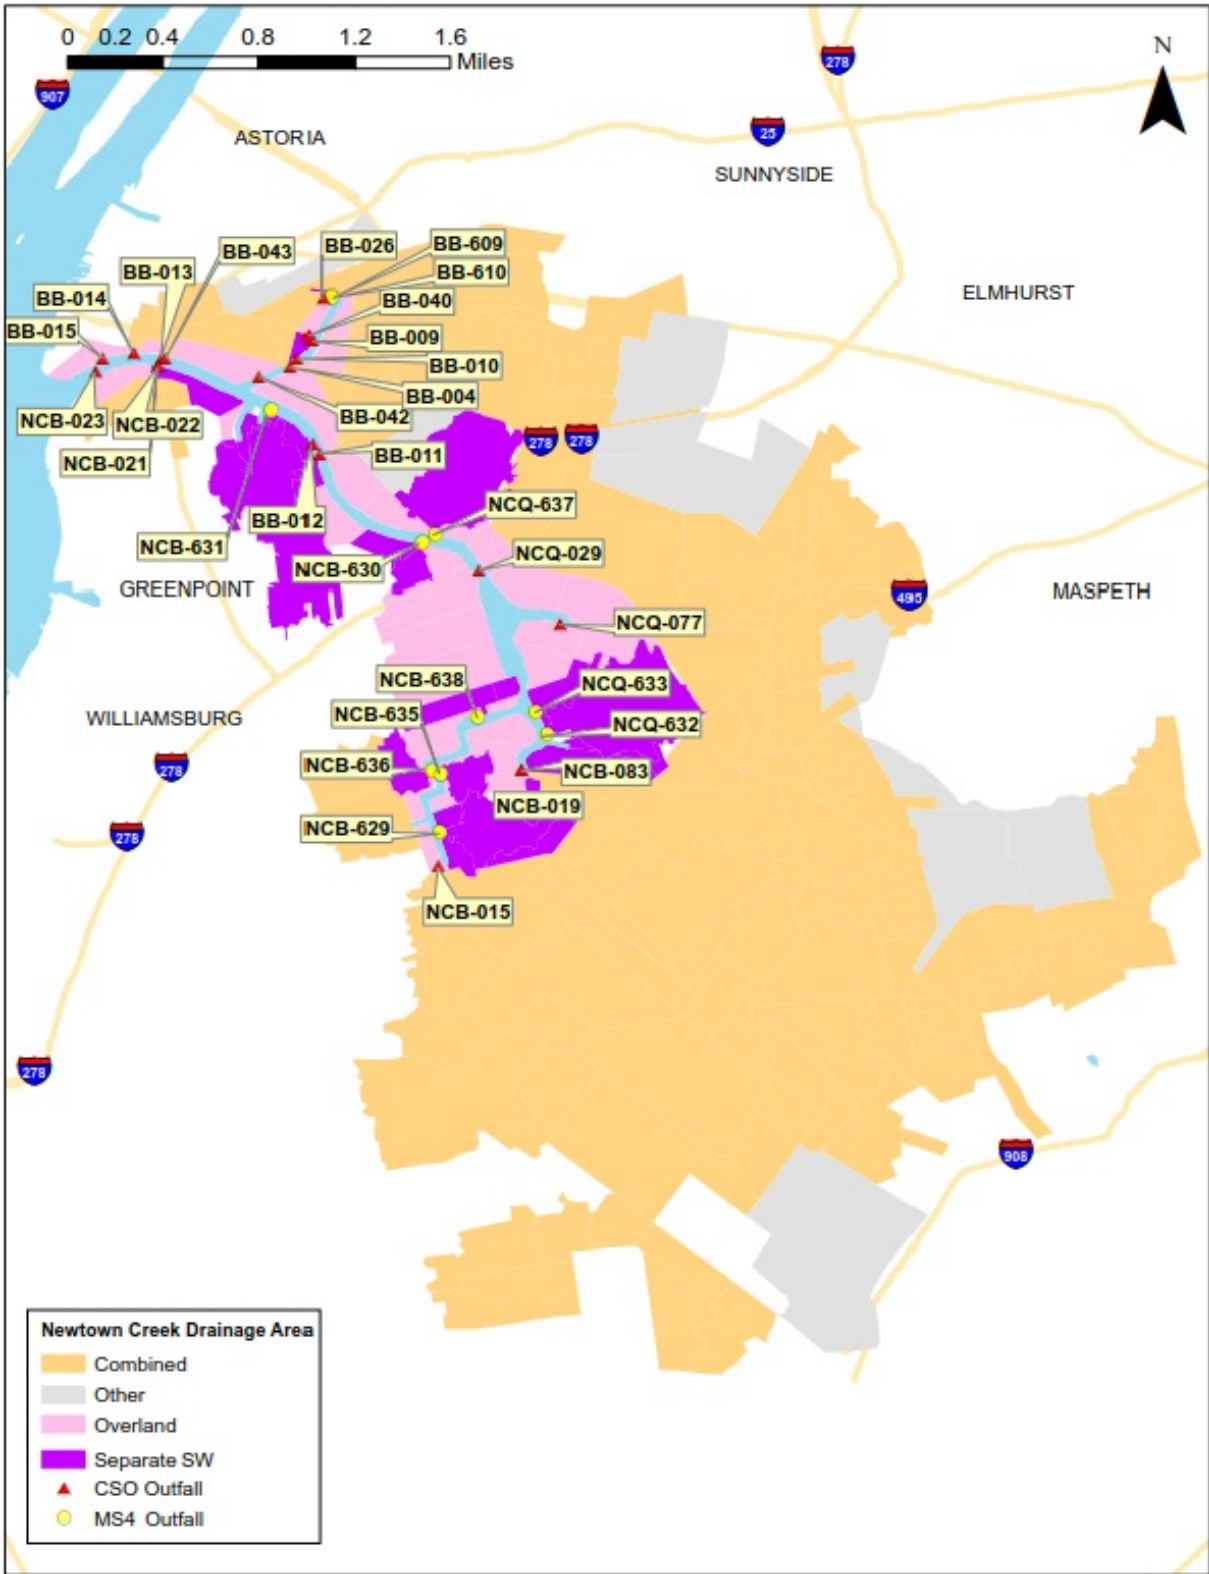 0 0.2 0.4 0.8 1.2 1.6
Miles
N
278
907
25
ASTORIA
SUNNYSIDE
BB-026
BB-609
BB-043
BB-013
BB-610
BB-014
BB-040
ELMHURST
BB-015
BB-009
BB-010
BB-004
NCB-023
NCB-022
BB-042
278 278
NCB-021
BB-011
NCQ-637
BB-012
NCB-631
NCQ-029
NCB-630
GREENPOINT
495
MASPETH
NCQ-077
NCB-638
NCQ-633
NCB-635
WILLIAMSBURG
NCQ-632
278
NCB-636
NCB-083
NCB-019
278
NCB-629
NCB-015
278
908
Newtown Creek Drainage Area
Combined
Other
Overland
Separate SW
CSO Outfall
MS4 Outfall